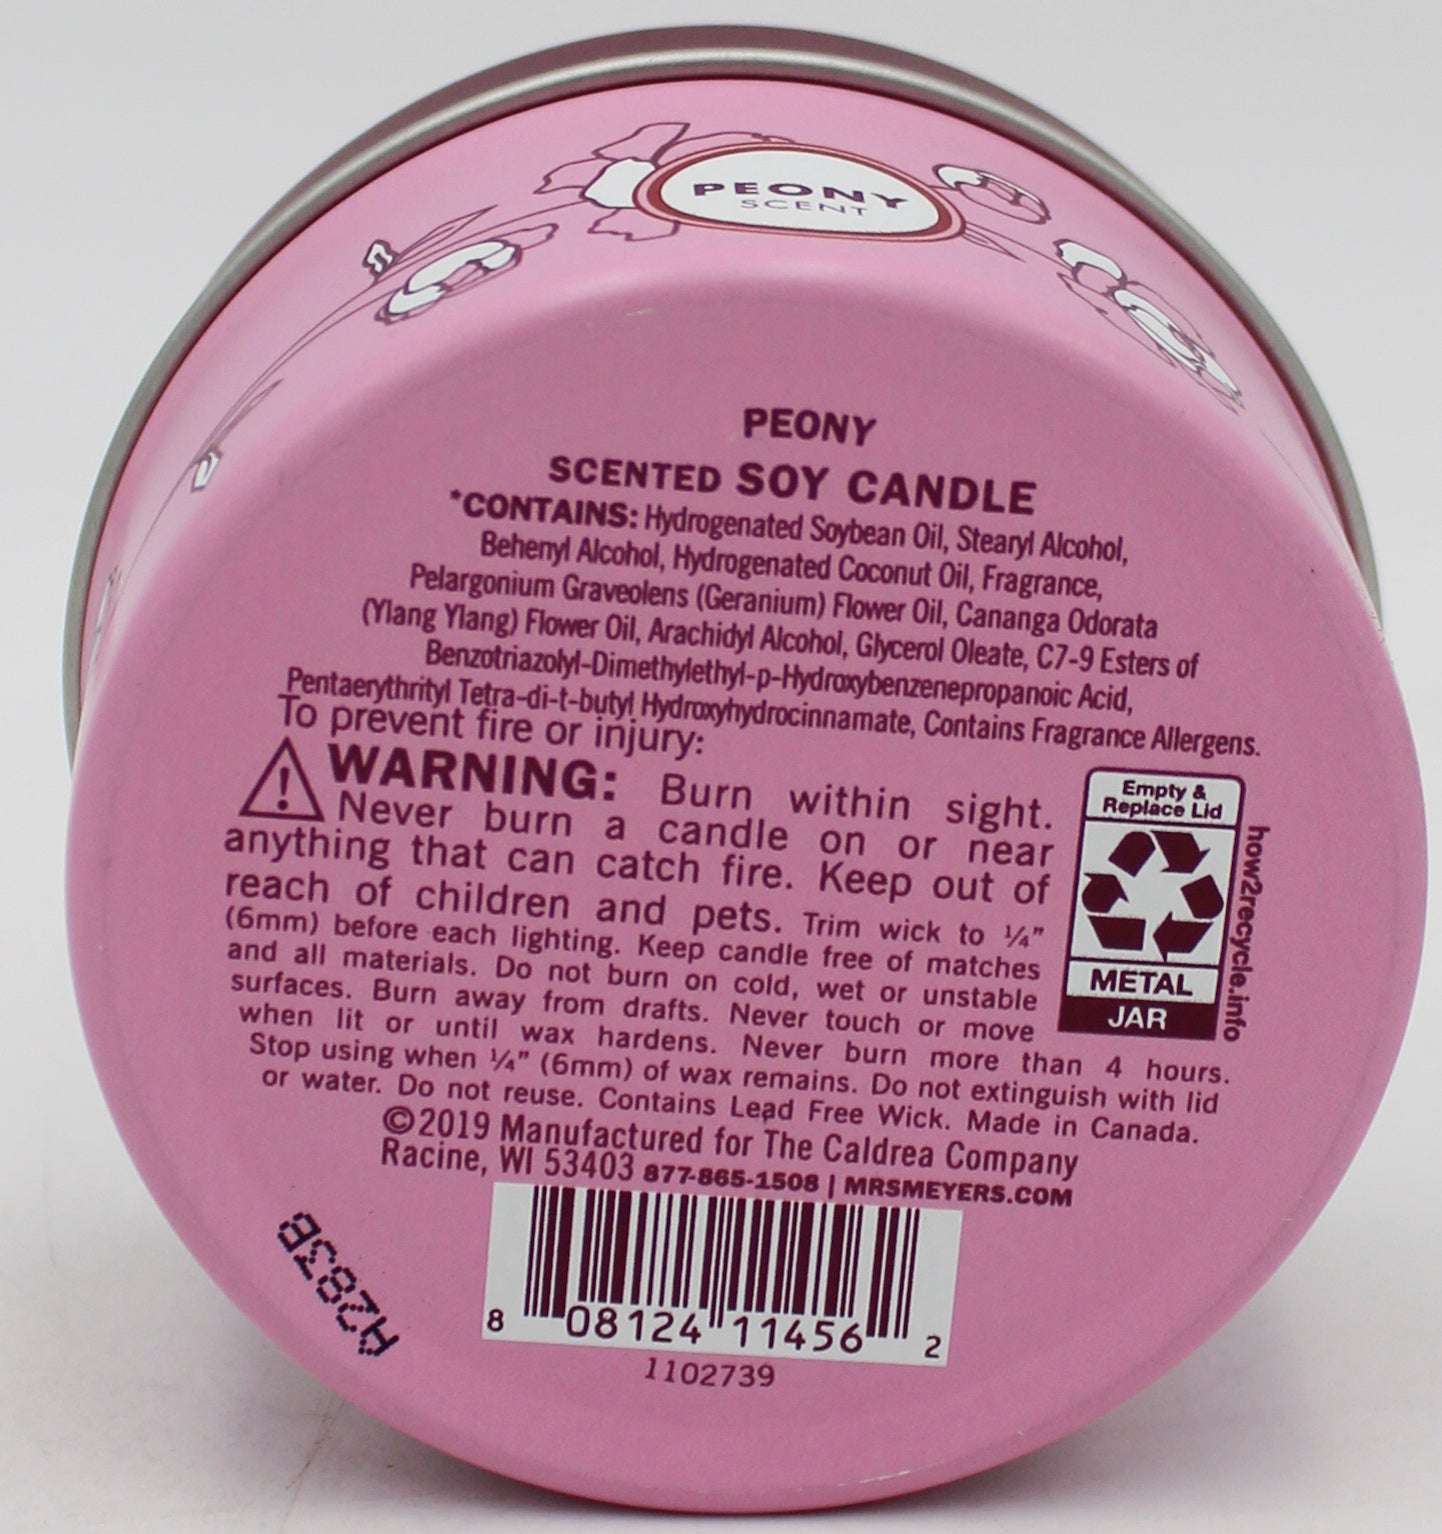 PEONY
SCENT
PEONY
SCENTED SOY CANDLE
*CONTAINS: Hydrogenated Soybean Oil, Stearyl Alcohol,
Behenyl Alcohol, Hydrogenated Coconut Oil, Fragrance,
Pelargonium Graveolens (Geranium) Flower Oil, Cananga Odorata
(Ylang Ylang) Flower Oil, Arachidyl Alcohol, Glycerol Oleate, C7-9 Esters of
Benzotriazolyl-Dimethylethyl-p-Hydroxybenzenepropanoic Acid,
Pentaerythrityl Tetra-di-t-butyl Hydroxyhydrocinnamate, Contains Fragrance Allergens.
To prevent fire or injury:
WARNING: Burn within sight.
Never burn a candle on or near
anything that can catch fire. Keep out of
reach of children and pets. Trim wick to ¼"
(6mm) before each lighting. Keep candle free of matches
and all materials. Do not burn on cold, wet or unstable
surfaces. Burn away from drafts. Never touch or move
when lit or until wax hardens. Never burn more than 4 hours.
Stop using when ¼" (6mm) of wax remains. Do not extinguish with lid
or water. Do not reuse. Contains Lead Free Wick. Made in Canada.
©2019 Manufactured for The Caldrea Company
Racine, WI 53403 877-865-1508 | MRSMEYERS.COM
Empty &
Replace Lid
METAL
JAR
how2recycle.info
8 08124 11456 2
1102739
A283B